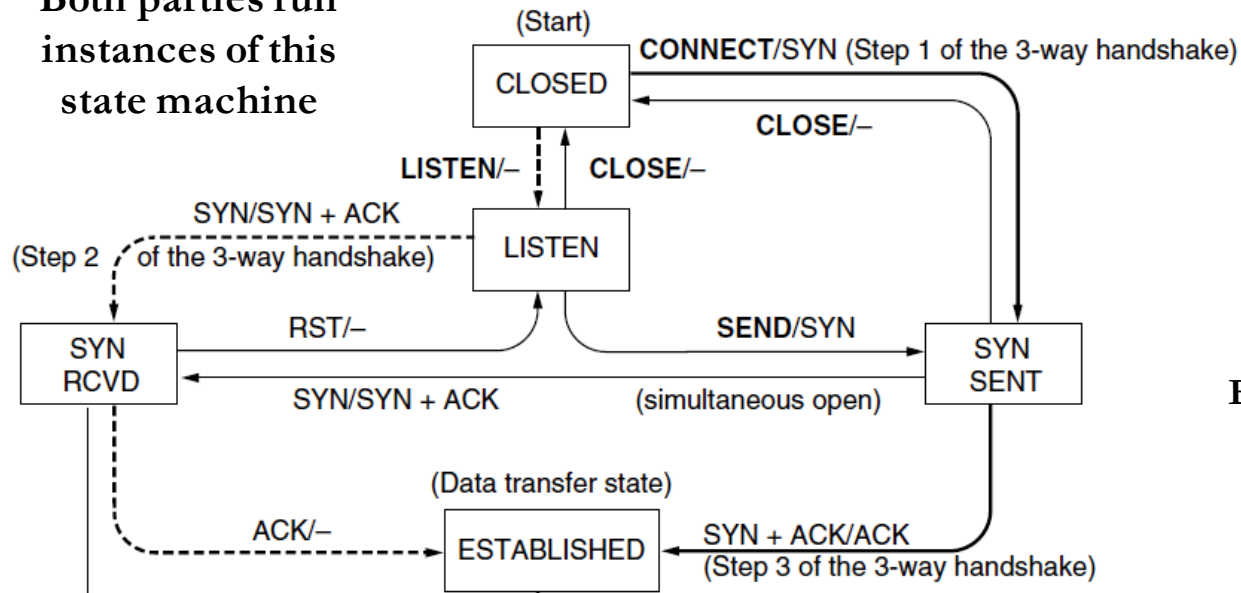 Both parties run
instances of this
state machine
(Start)
CLOSED
CONNECT/SYN (Step 1 of the 3-way handshake)
CLOSE/–
LISTEN/–
CLOSE/–
SYN/SYN + ACK
(Step 2 of the 3-way handshake)
LISTEN
RST/–
SEND/SYN
SYN
RCVD
SYN
SENT
SYN/SYN + ACK
(simultaneous open)
(Data transfer state)
ACK/–
ESTABLISHED
SYN + ACK/ACK
(Step 3 of the 3-way handshake)